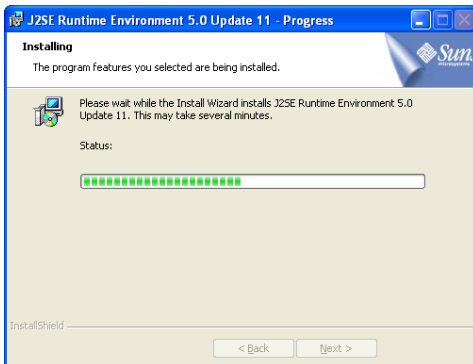 J2SE Runtime Environment 5.0 Update 11 - Progress
Installing
The program features you selected are being installed.
Sun
microsystems
Please wait while the Install Wizard installs J2SE Runtime Environment 5.0
Update 11. This may take several minutes.
Status:
InstallShield
< Back
Next >